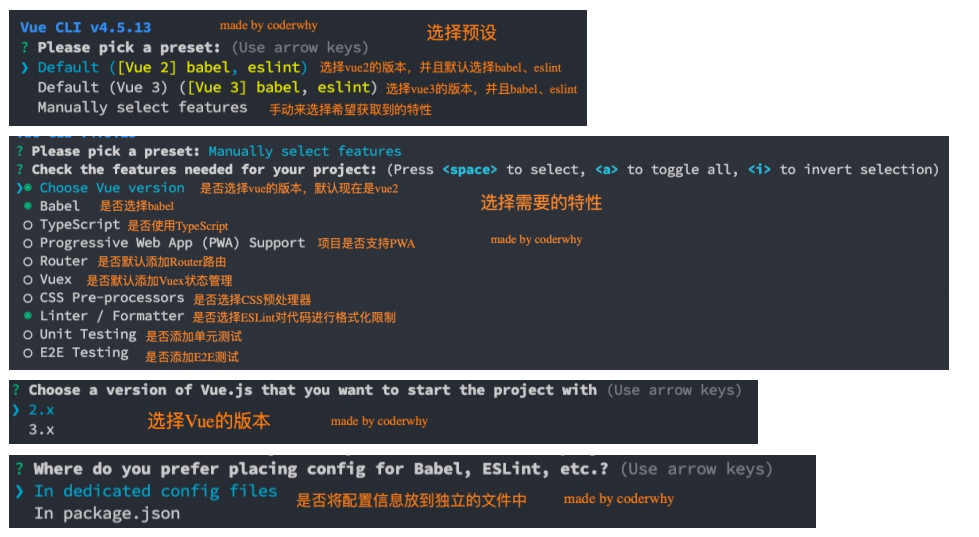 Vue CLI v4.5.13 made by coderwhy 选择预设
? Please pick a preset: (Use arrow keys)
❯ Default ([Vue 2] babel, eslint) 选择vue2的版本，并且默认选择babel、eslint
Default (Vue 3) ([Vue 3] babel, eslint) 选择vue3的版本，并且babel、eslint
Manually select features 手动来选择希望获取到的特性
? Please pick a preset: Manually select features
? Check the features needed for your project: (Press <space> to select, <a> to toggle all, <i> to invert selection)
❯◉ Choose Vue version 是否选择vue的版本，默认现在是vue2
◉ Babel 是否选择babel 选择需要的特性
○ TypeScript 是否使用TypeScript
○ Progressive Web App (PWA) Support 项目是否支持PWA made by coderwhy
○ Router 是否默认添加Router路由
○ Vuex 是否默认添加Vuex状态管理
○ CSS Pre-processors 是否选择CSS预处理器
◉ Linter / Formatter 是否选择ESLint对代码进行格式化限制
○ Unit Testing 是否添加单元测试
○ E2E Testing 是否添加E2E测试
? Choose a version of Vue.js that you want to start the project with (Use arrow keys)
❯ 2.x
选择Vue的版本 made by coderwhy
3.x
? Where do you prefer placing config for Babel, ESLint, etc.? (Use arrow keys)
❯ In dedicated config files 是否将配置信息放到独立的文件中 made by coderwhy
In package.json